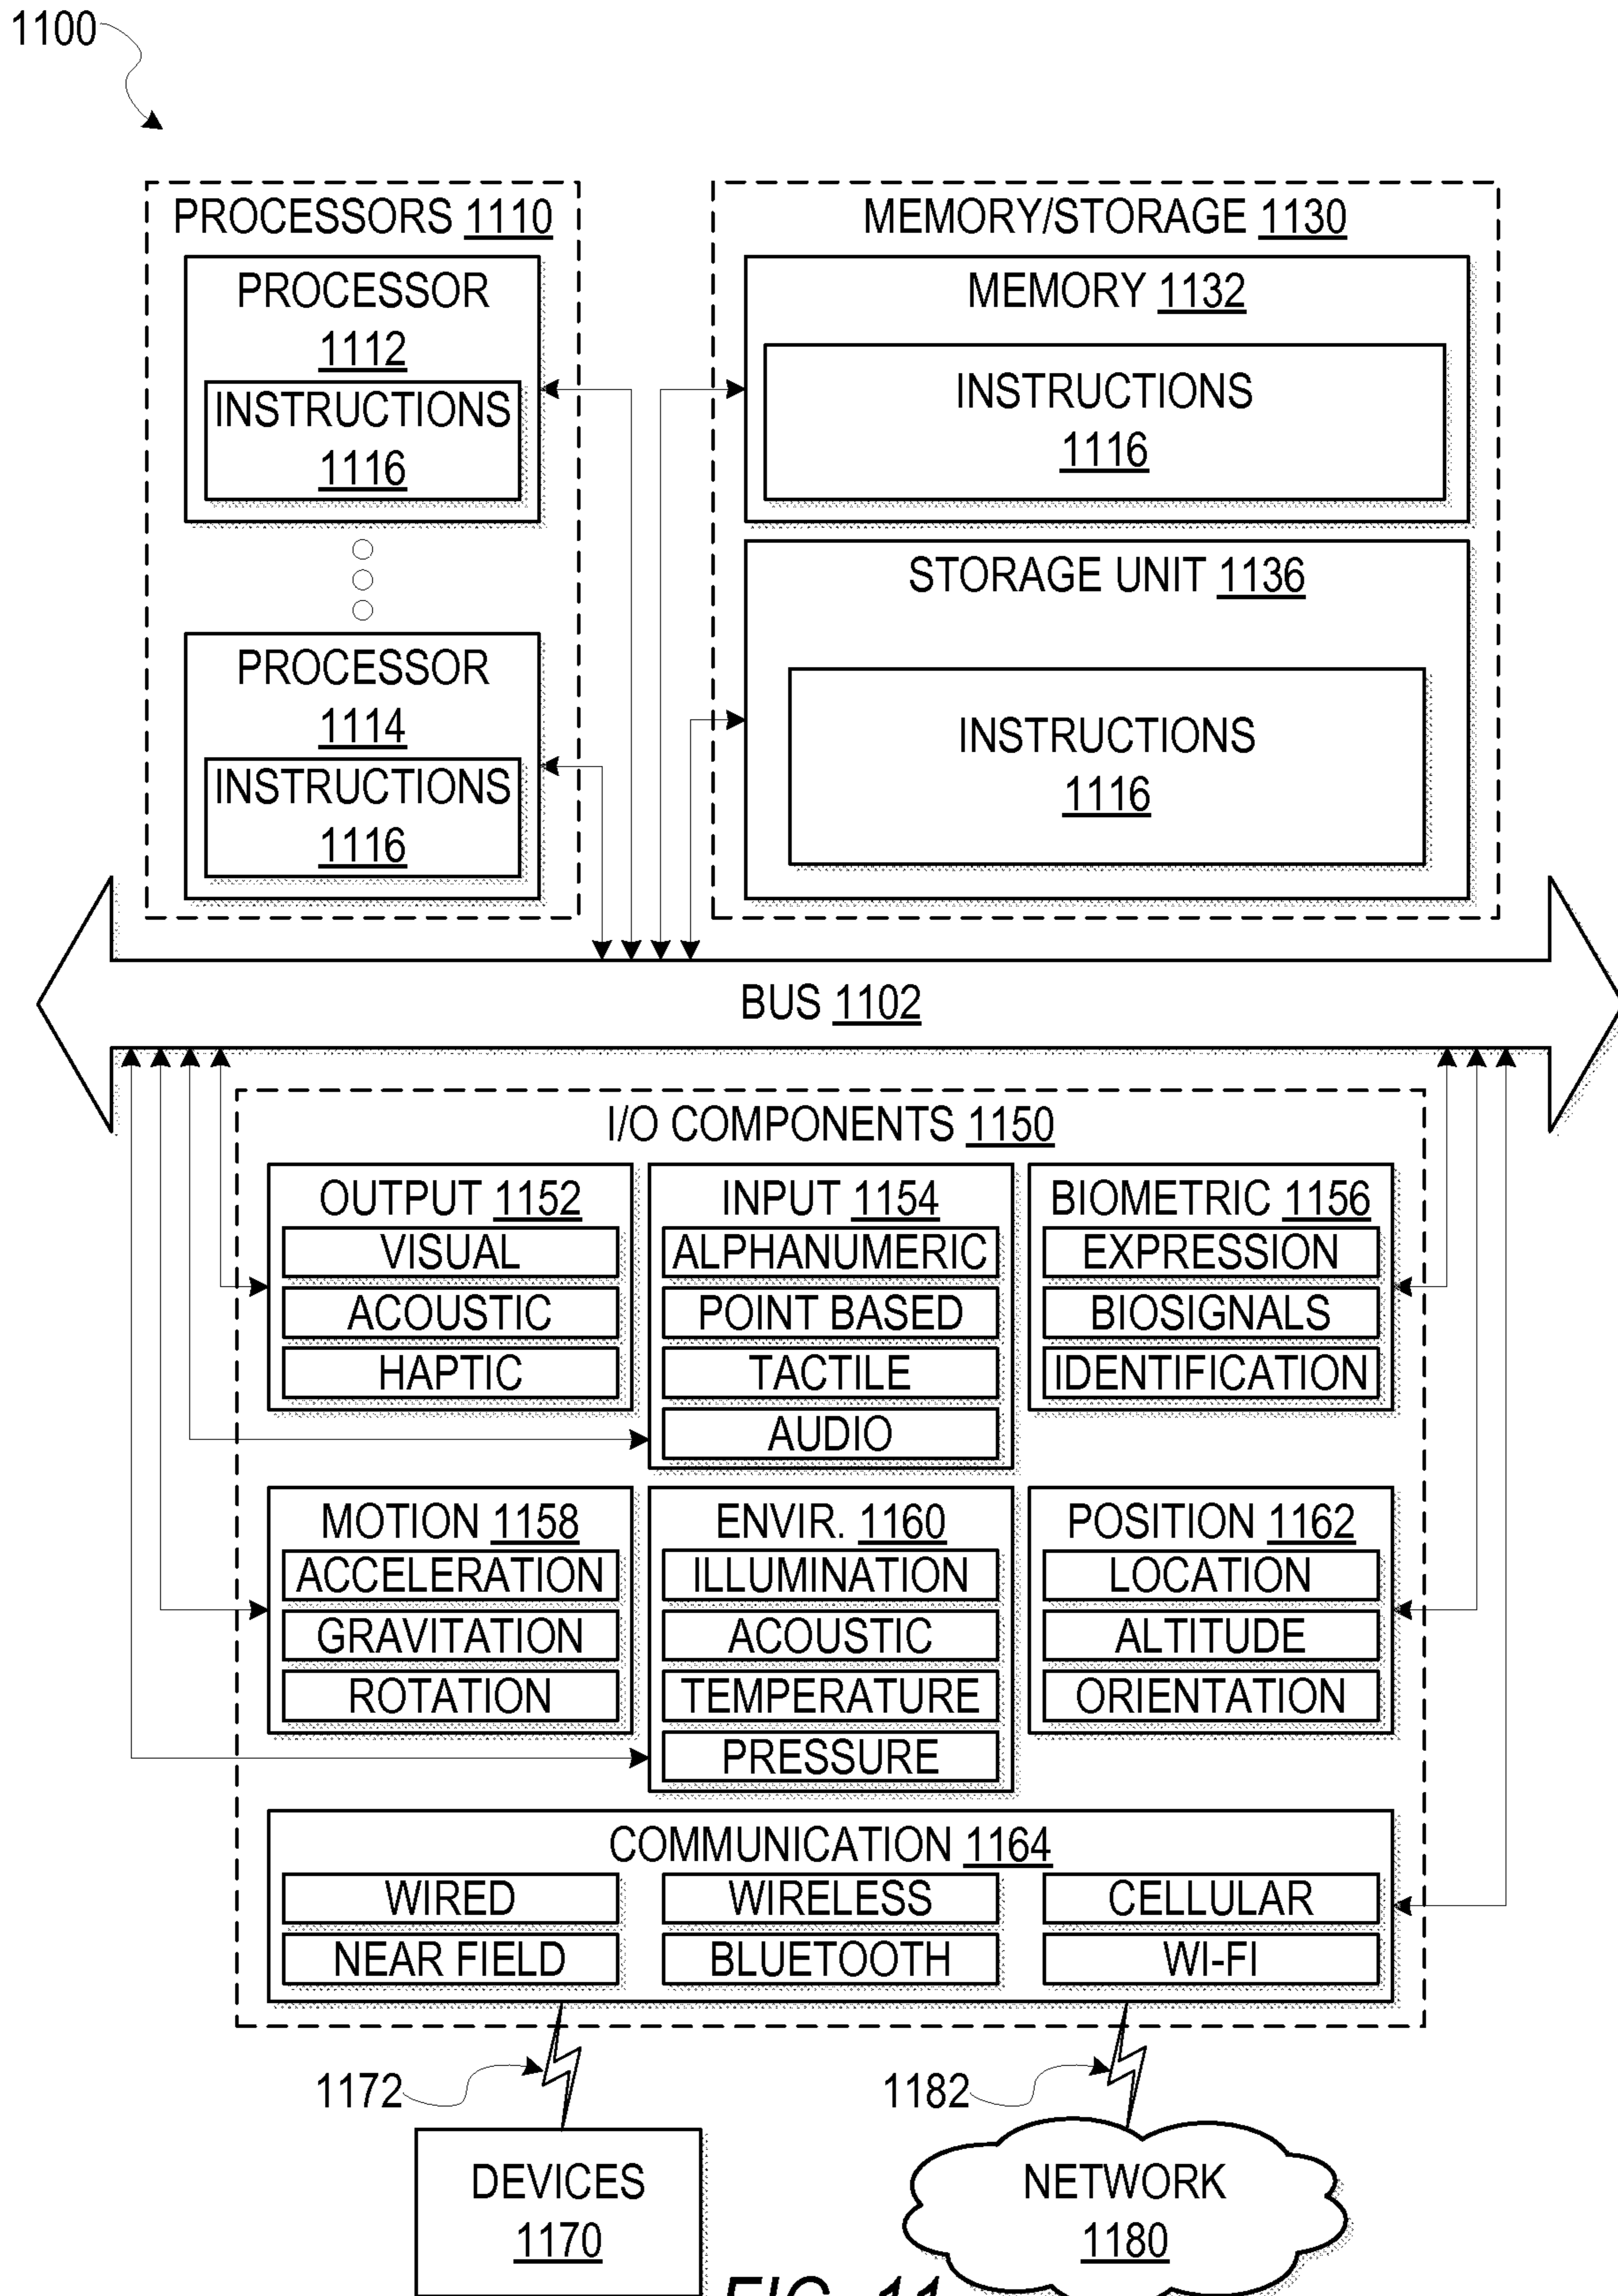 1100
PROCESSORS 1110
PROCESSOR
1112
INSTRUCTIONS
1116
PROCESSOR
1114
INSTRUCTIONS
1116
MEMORY/STORAGE 1130
MEMORY 1132
INSTRUCTIONS
1116
STORAGE UNIT 1136
INSTRUCTIONS
1116
BUS 1102
I/O COMPONENTS 1150
OUTPUT 1152
VISUAL
ACOUSTIC
HAPTIC
INPUT 1154
ALPHANUMERIC
POINT BASED
TACTILE
AUDIO
BIOMETRIC 1156
EXPRESSION
BIOSIGNALS
IDENTIFICATION
MOTION 1158
ACCELERATION
GRAVITATION
ROTATION
ENVIR. 1160
ILLUMINATION
ACOUSTIC
TEMPERATURE
PRESSURE
POSITION 1162
LOCATION
ALTITUDE
ORIENTATION
COMMUNICATION 1164
WIRED
WIRELESS
CELLULAR
NEAR FIELD
BLUETOOTH
WI-FI
1172
1182
DEVICES
1170
NETWORK
1180
FIG. 11